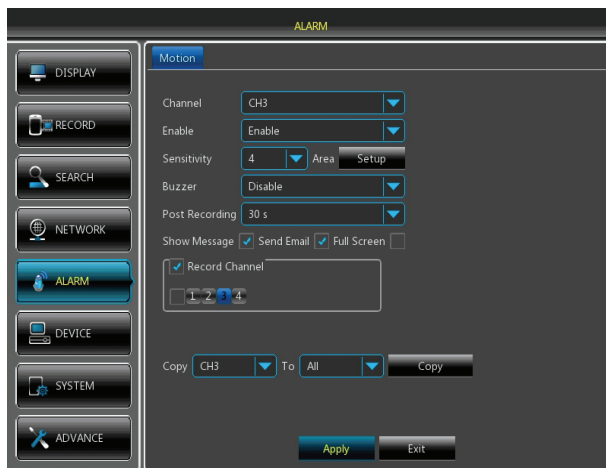 ALARM
DISPLAY
RECORD
SEARCH
NETWORK
ALARM
DEVICE
SYSTEM
ADVANCE
Motion
Channel CH3
Enable Enable
Sensitivity 4 Area Setup
Buzzer Disable
Post Recording 30 s
Show Message Send Email Full Screen
Record Channel
1 2 3 4
Copy CH3 To All Copy
Apply Exit